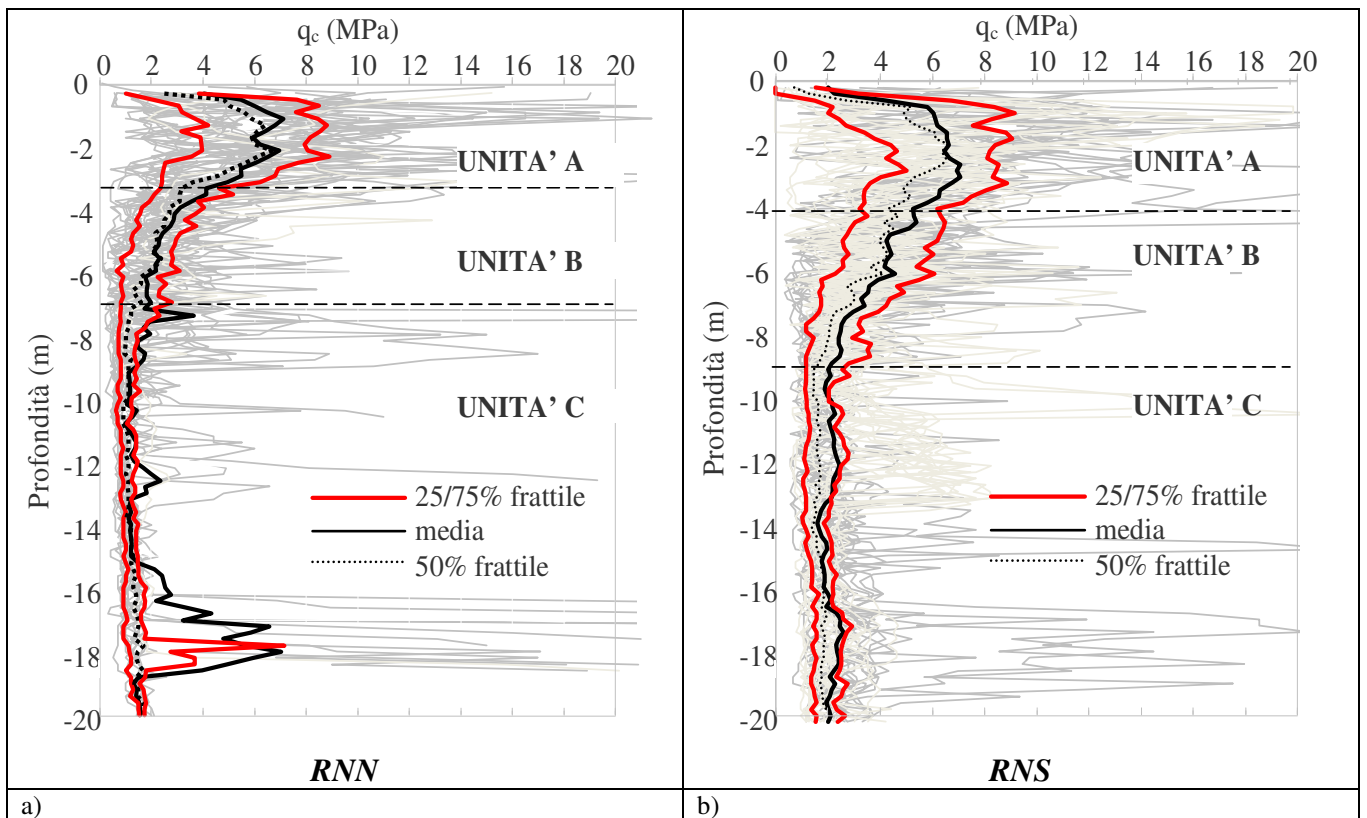 q_c (MPa)
0 2 4 6 8 10 12 14 16 18 20
0
-2
-4
-6
-8
-10
-12
-14
-16
-18
-20
Profondità (m)
UNITA’ A
UNITA’ B
UNITA’ C
25/75% frattile
media
50% frattile
RNN
a)
q_c (MPa)
0 2 4 6 8 10 12 14 16 18 20
0
-2
-4
-6
-8
-10
-12
-14
-16
-18
-20
Profondità (m)
UNITA’ A
UNITA’ B
UNITA’ C
25/75% frattile
media
50% frattile
RNS
b)